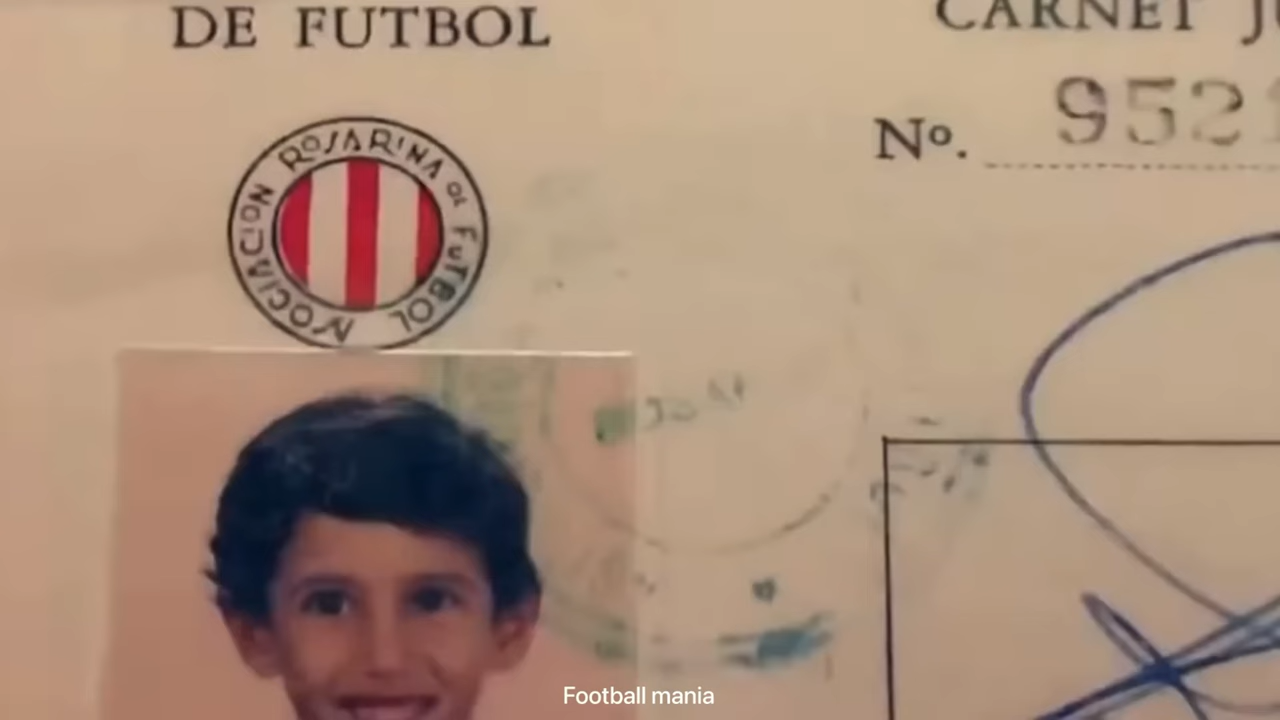 DE FUTBOL
CARNET
Nº. 952
ASOCIACION ROSARINA DE FUTBOL
Football mania